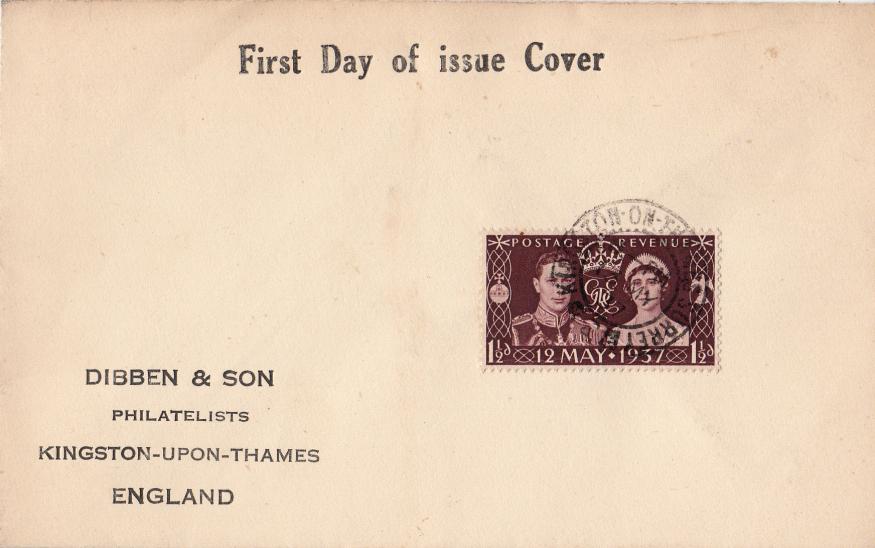 First Day of issue Cover
POSTAGE REVENUE
1½d 12 MAY·1937 1½d
DIBBEN & SON
PHILATELISTS
KINGSTON-UPON-THAMES
ENGLAND